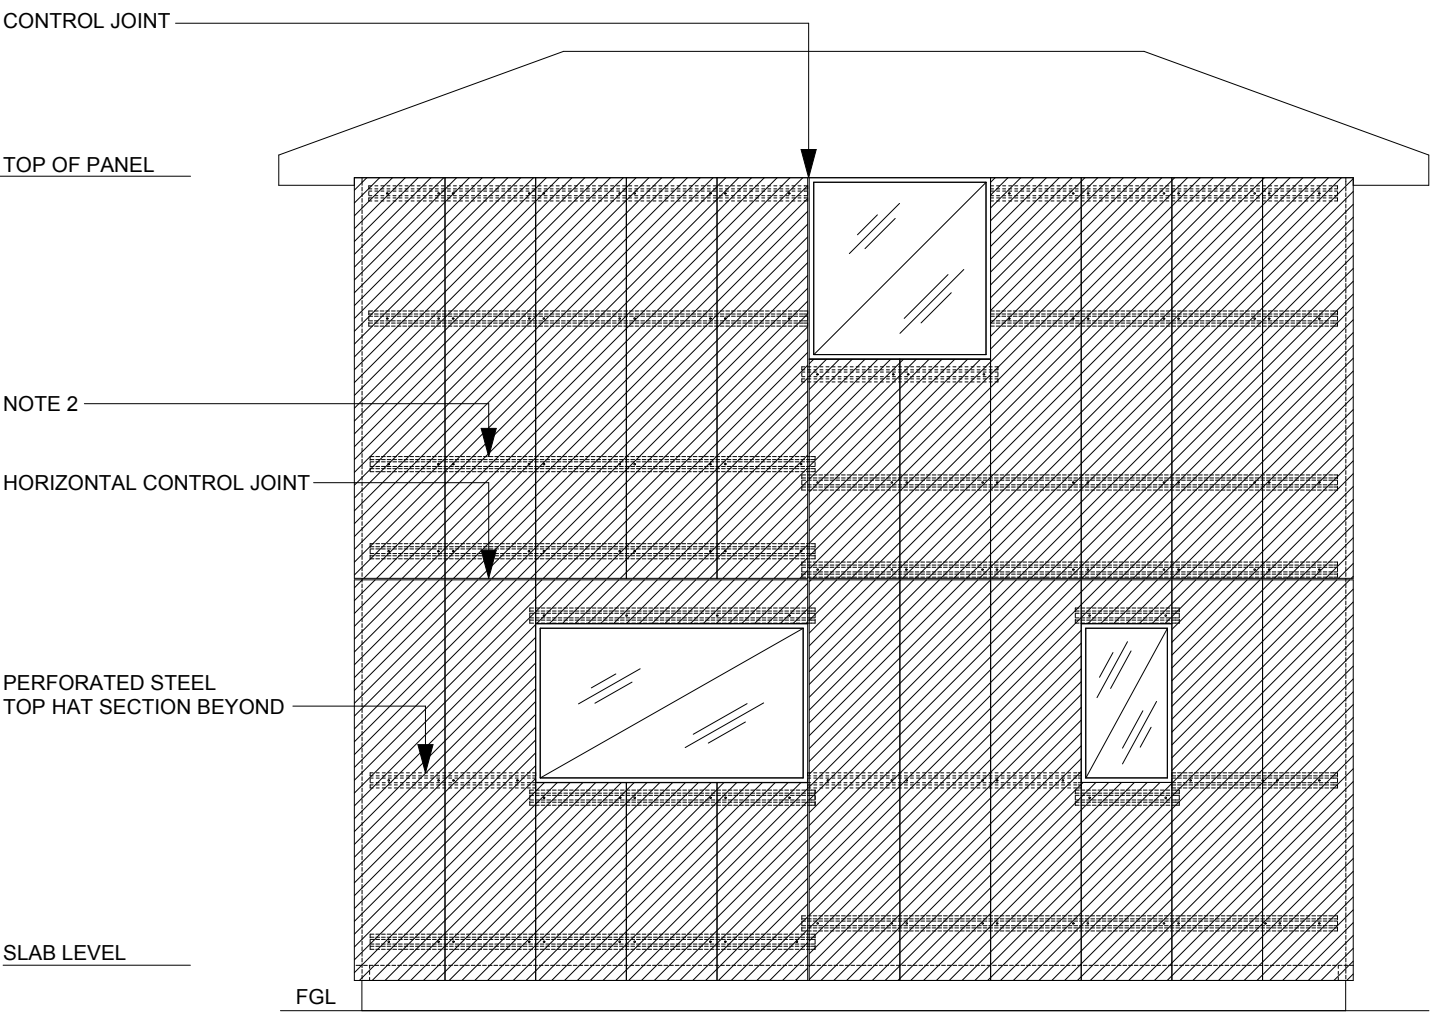 CONTROL JOINT
TOP OF PANEL
NOTE 2
HORIZONTAL CONTROL JOINT
PERFORATED STEEL
TOP HAT SECTION BEYOND
SLAB LEVEL
FGL